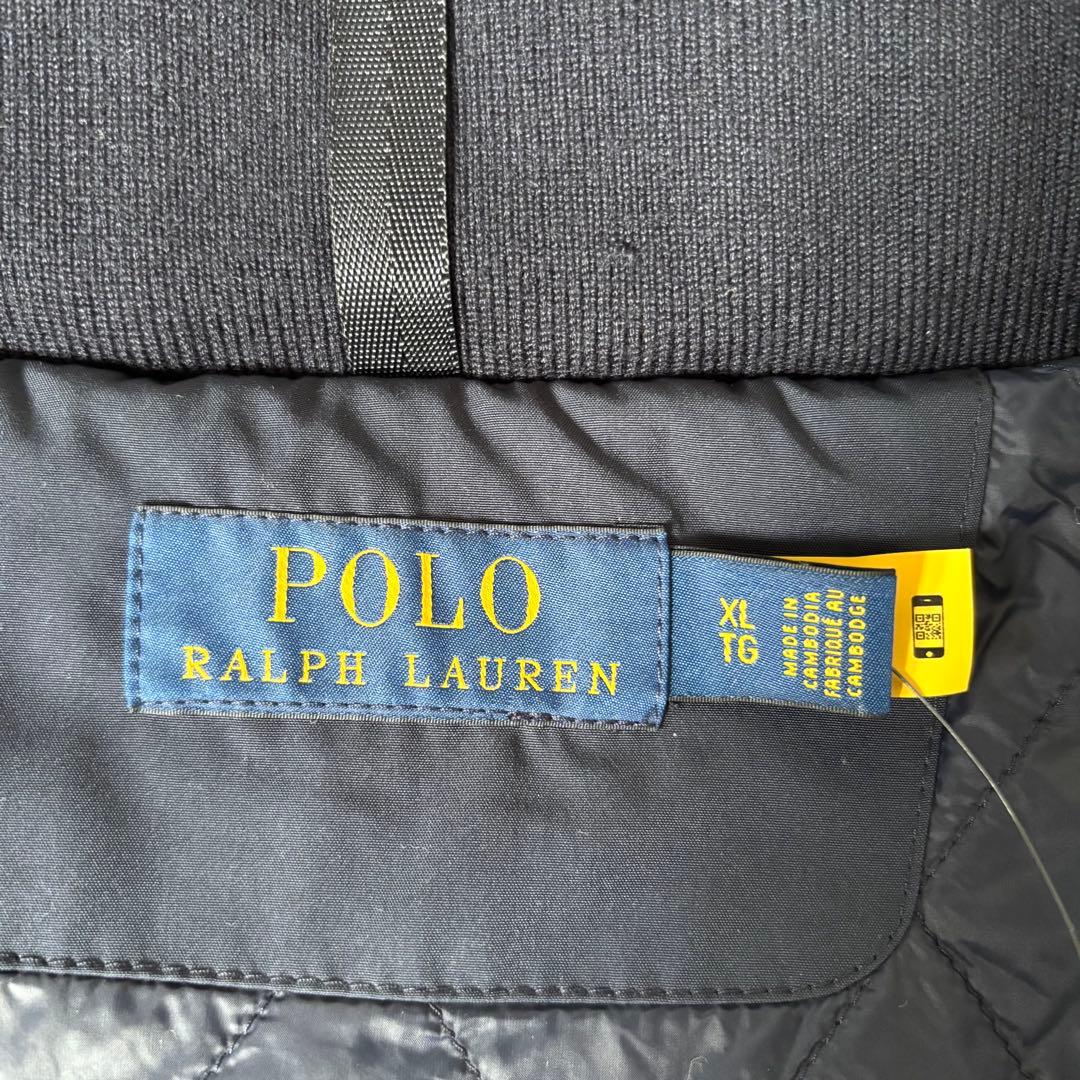 POLO
RALPH LAUREN
XL
TG
MADE IN
CAMBODIA
FABRIQUÉ AU
CAMBODGE